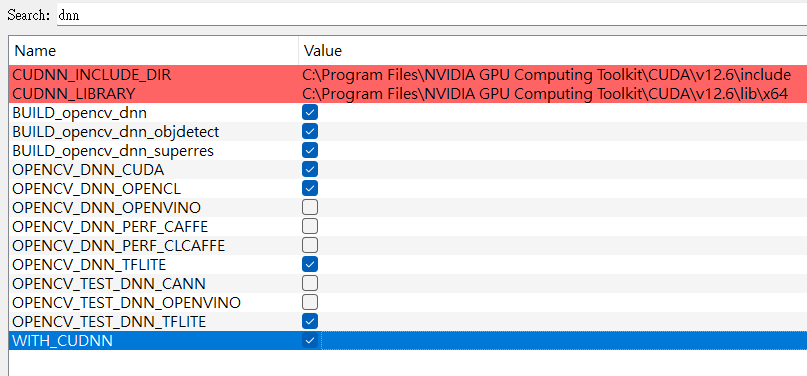 Search: dnn
Name Value
CUDNN_INCLUDE_DIR C:\Program Files\NVIDIA GPU Computing Toolkit\CUDA\v12.6\include
CUDNN_LIBRARY C:\Program Files\NVIDIA GPU Computing Toolkit\CUDA\v12.6\lib\x64
BUILD_opencv_dnn
BUILD_opencv_dnn_objdetect
BUILD_opencv_dnn_superres
OPENCV_DNN_CUDA
OPENCV_DNN_OPENCL
OPENCV_DNN_OPENVINO
OPENCV_DNN_PERF_CAFFE
OPENCV_DNN_PERF_CLCAFFE
OPENCV_DNN_TFLITE
OPENCV_TEST_DNN_CANN
OPENCV_TEST_DNN_OPENVINO
OPENCV_TEST_DNN_TFLITE
WITH_CUDNN